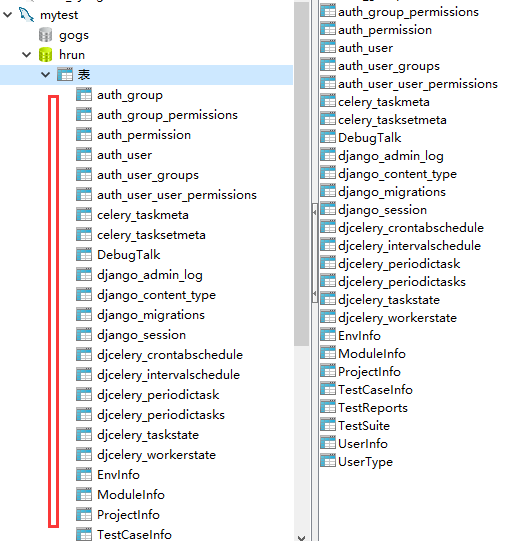 mytest
gogs
hrun
表
auth_group
auth_group_permissions
auth_permission
auth_user
auth_user_groups
auth_user_user_permissions
celery_taskmeta
celery_tasksetmeta
DebugTalk
django_admin_log
django_content_type
django_migrations
django_session
djcelery_crontabschedule
djcelery_intervalschedule
djcelery_periodictask
djcelery_periodictasks
djcelery_taskstate
djcelery_workerstate
EnvInfo
ModuleInfo
ProjectInfo
TestCaseInfo
auth_group_permissions
auth_permission
auth_user
auth_user_groups
auth_user_user_permissions
celery_taskmeta
celery_tasksetmeta
DebugTalk
django_admin_log
django_content_type
django_migrations
django_session
djcelery_crontabschedule
djcelery_intervalschedule
djcelery_periodictask
djcelery_periodictasks
djcelery_taskstate
djcelery_workerstate
EnvInfo
ModuleInfo
ProjectInfo
TestCaseInfo
TestReports
TestSuite
UserInfo
UserType